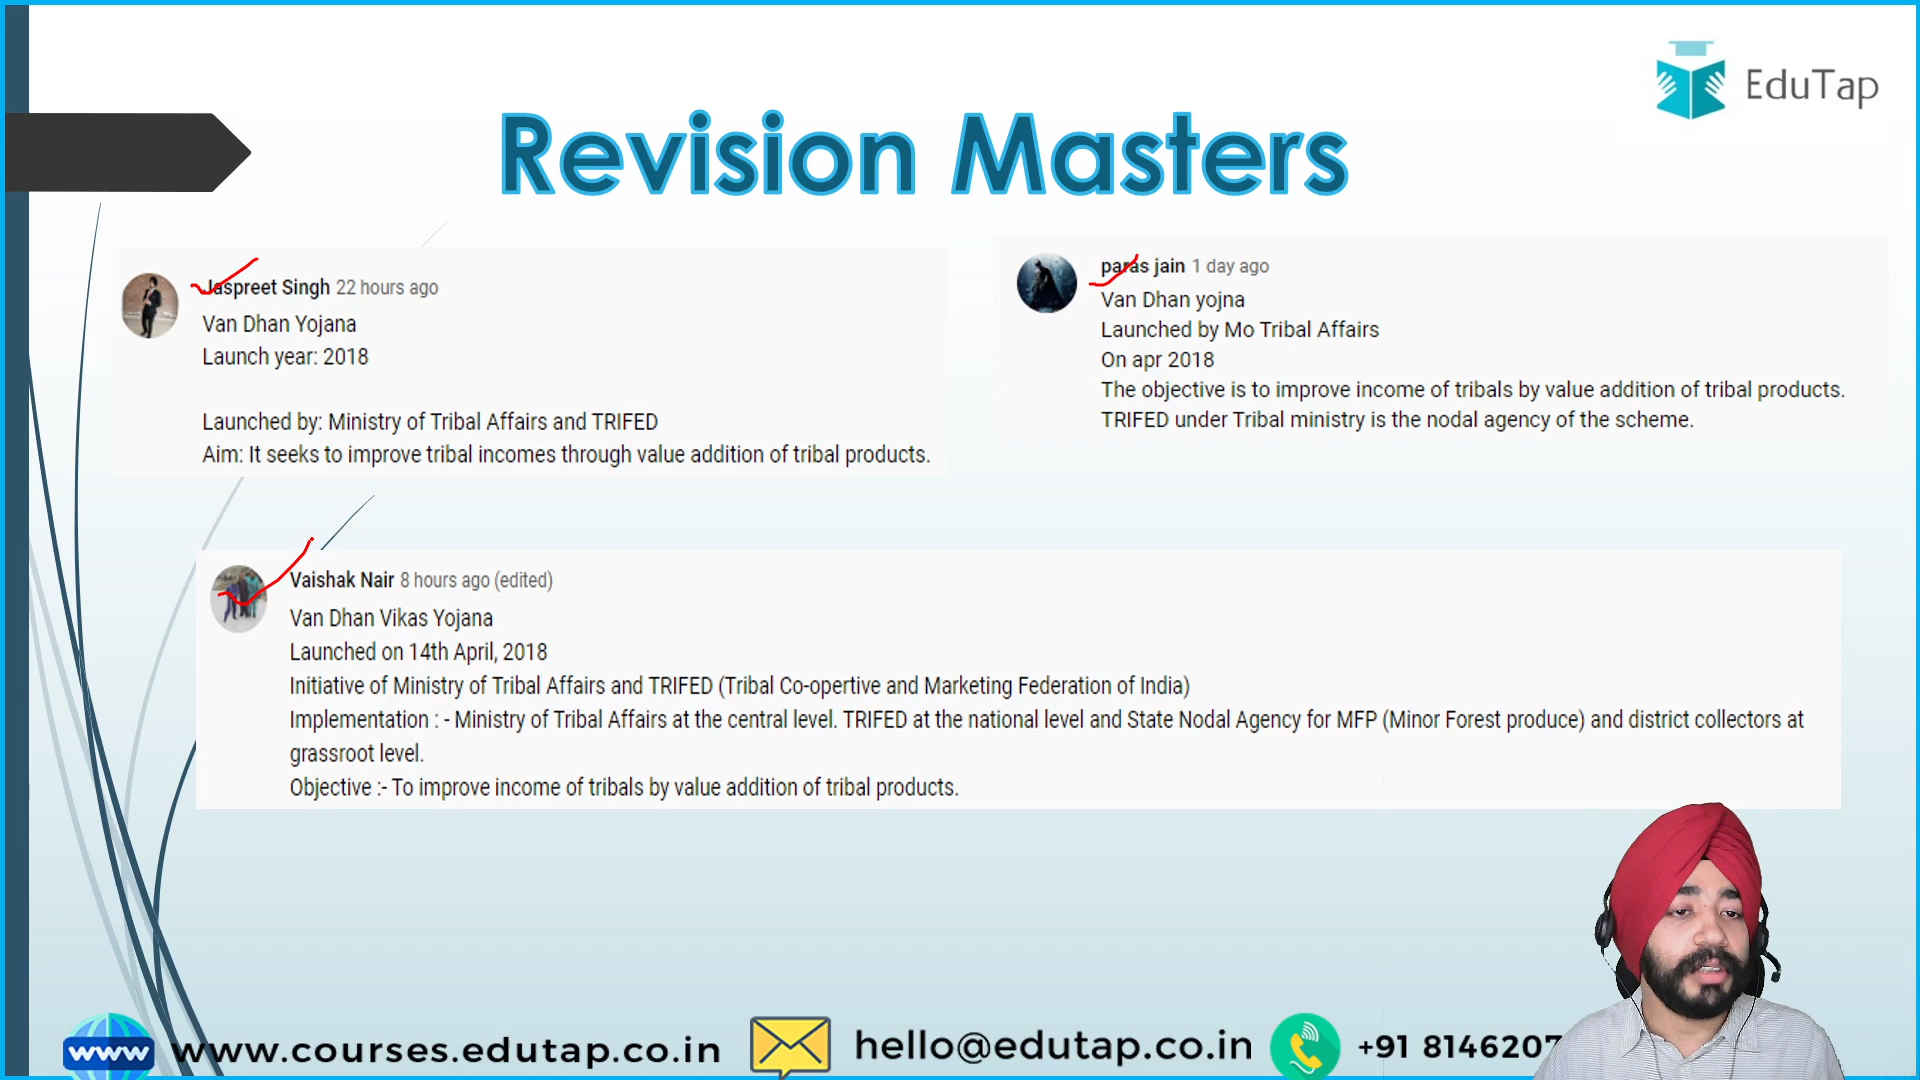 EduTap
Revision Masters
Jaspreet Singh 22 hours ago
Van Dhan Yojana
Launch year: 2018
Launched by: Ministry of Tribal Affairs and TRIFED
Aim: It seeks to improve tribal incomes through value addition of tribal products.
paras jain 1 day ago
Van Dhan yojna
Launched by Mo Tribal Affairs
On apr 2018
The objective is to improve income of tribals by value addition of tribal products.
TRIFED under Tribal ministry is the nodal agency of the scheme.
Vaishak Nair 8 hours ago (edited)
Van Dhan Vikas Yojana
Launched on 14th April, 2018
Initiative of Ministry of Tribal Affairs and TRIFED (Tribal Co-opertive and Marketing Federation of India)
Implementation : - Ministry of Tribal Affairs at the central level. TRIFED at the national level and State Nodal Agency for MFP (Minor Forest produce) and district collectors at
grassroot level.
Objective :- To improve income of tribals by value addition of tribal products.
www www.courses.edutap.co.in hello@edutap.co.in +91 8146207